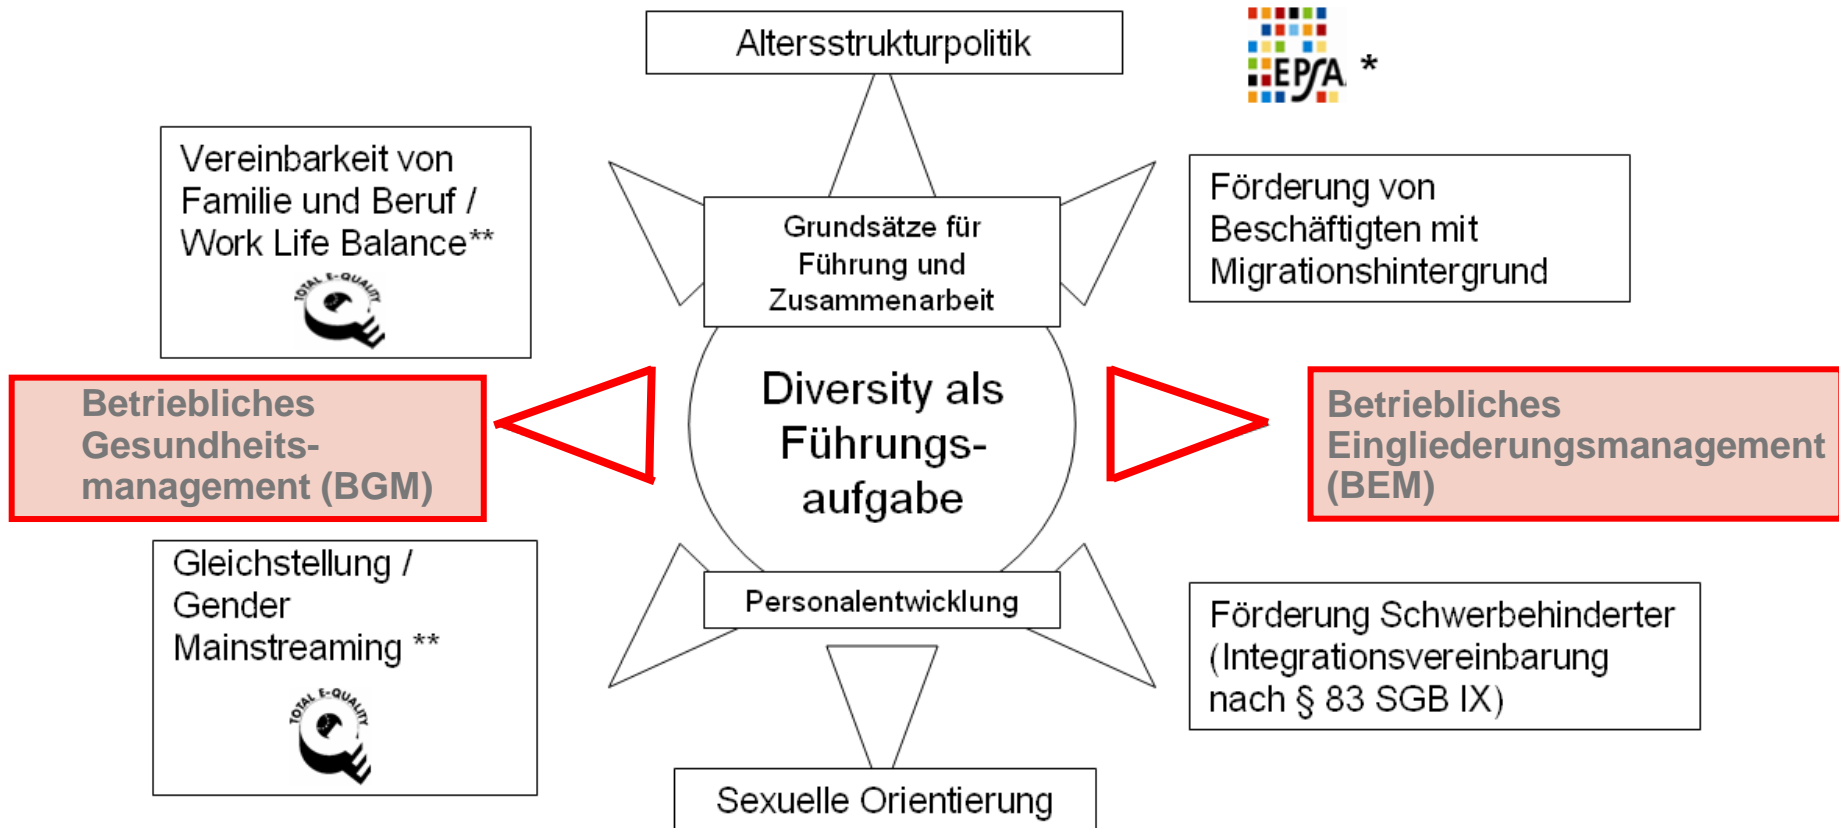 Altersstrukturpolitik
EPSA *
Vereinbarkeit von
Familie und Beruf /
Work Life Balance**
TOTAL E-QUALITY
Grundsätze für
Führung und
Zusammenarbeit
Förderung von
Beschäftigten mit
Migrationshintergrund
Betriebliches
Gesundheits-
management (BGM)
Diversity als
Führungs-
aufgabe
Betriebliches
Eingliederungsmanagement
(BEM)
Gleichstellung /
Gender
Mainstreaming **
TOTAL E-QUALITY
Personalentwicklung
Förderung Schwerbehinderter
(Integrationsvereinbarung
nach § 83 SGB IX)
Sexuelle Orientierung